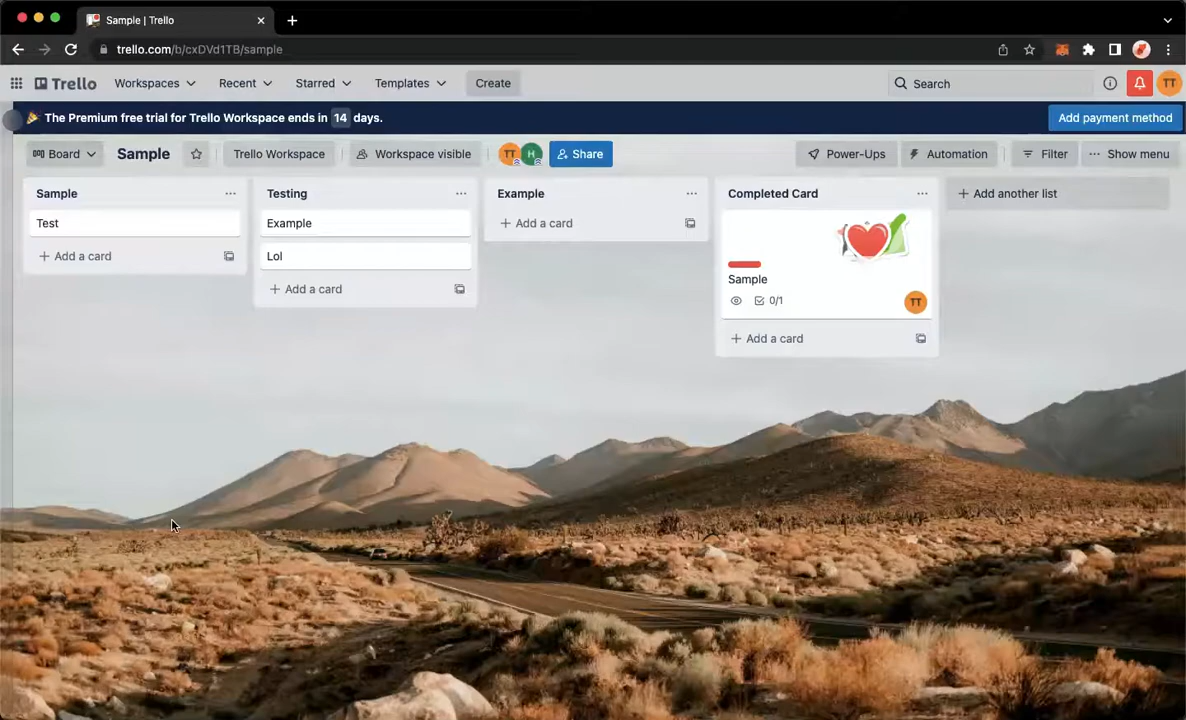 Sample | Trello
trello.com/b/cxDVd1TB/sample
Trello Workspaces Recent Starred Templates Create Search TT
🎉 The Premium free trial for Trello Workspace ends in 14 days. Add payment method
Board Sample Trello Workspace Workspace visible TT H Share Power-Ups Automation Filter ··· Show menu
Sample ··· Testing ··· Example ··· Completed Card ··· + Add another list
Test Example + Add a card
+ Add a card Lol
Sample
+ Add a card
0/1 TT
+ Add a card